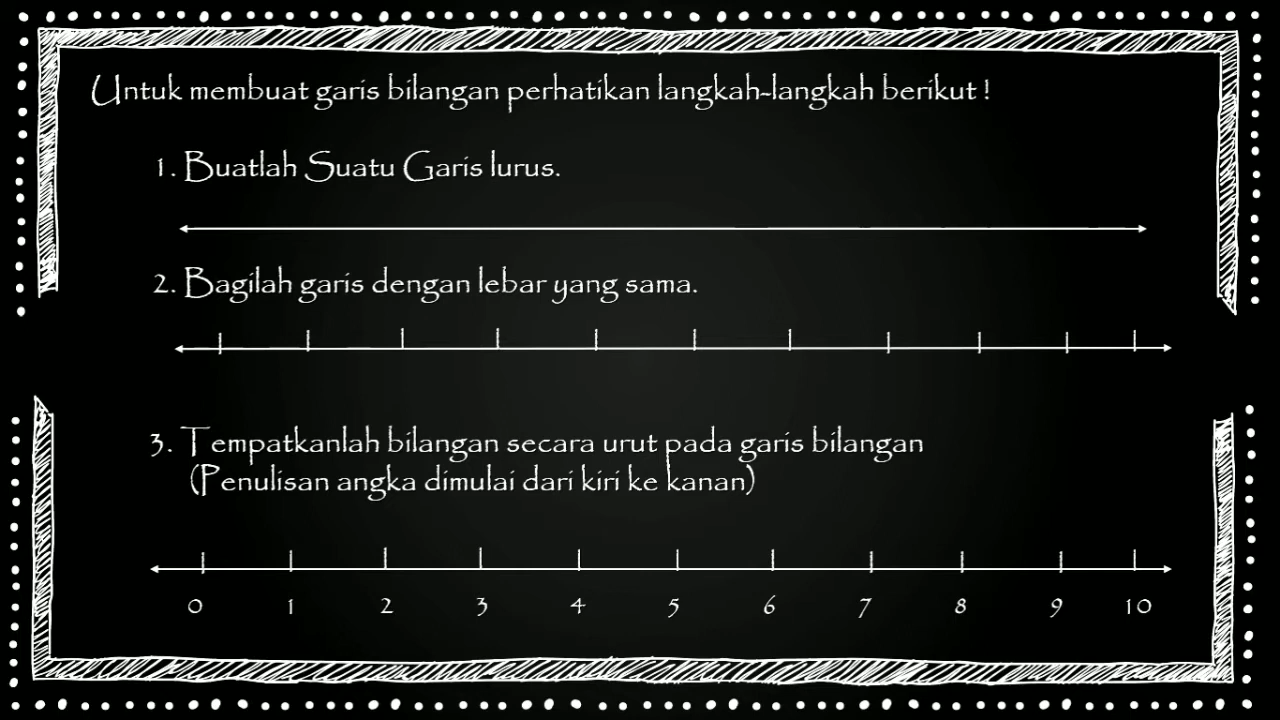 Untuk membuat garis bilangan perhatikan langkah-langkah berikut !
1. Buatlah Suatu Garis lurus.
2. Bagilah garis dengan lebar yang sama.
3. Tempatkanlah bilangan secara urut pada garis bilangan
(Penulisan angka dimulai dari kiri ke kanan)
0 1 2 3 4 5 6 7 8 9 10